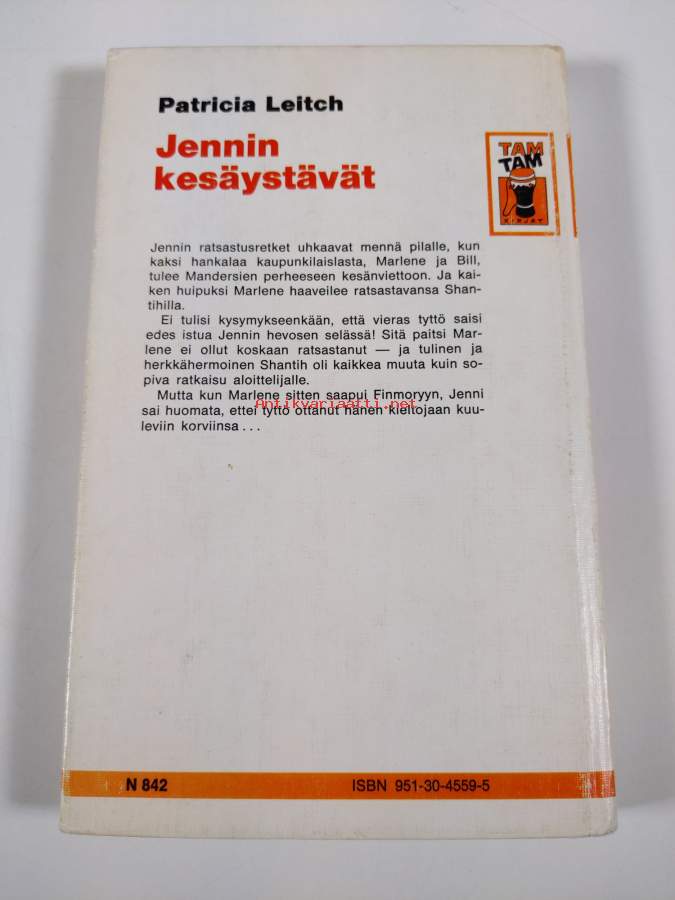 Patricia Leitch
Jennin
kesäystävät
TAM
TAM
KIRJAT
Jennin ratsastusretket uhkaavat mennä pilalle, kun
kaksi hankalaa kaupunkilaislasta, Marlene ja Bill,
tulee Mandersien perheeseen kesänviettoon. Ja kai-
ken huipuksi Marlene haaveilee ratsastavansa Shan-
tihilla.
Ei tulisi kysymykseenkään, että vieras tyttö saisi
edes istua Jennin hevosen selässä! Sitä paitsi Mar-
lene ei ollut koskaan ratsastanut — ja tulinen ja
herkkähermoinen Shantih oli kaikkea muuta kuin so-
piva ratkaisu aloittelijalle.
Mutta kun Marlene sitten saapui Finmoryyn, Jenni
Antikvariaatti.net
sai huomata, ettei tyttö ottanut hänen kieltojaan kuu-
leviin korviinsa...
N 842
ISBN 951-30-4559-5